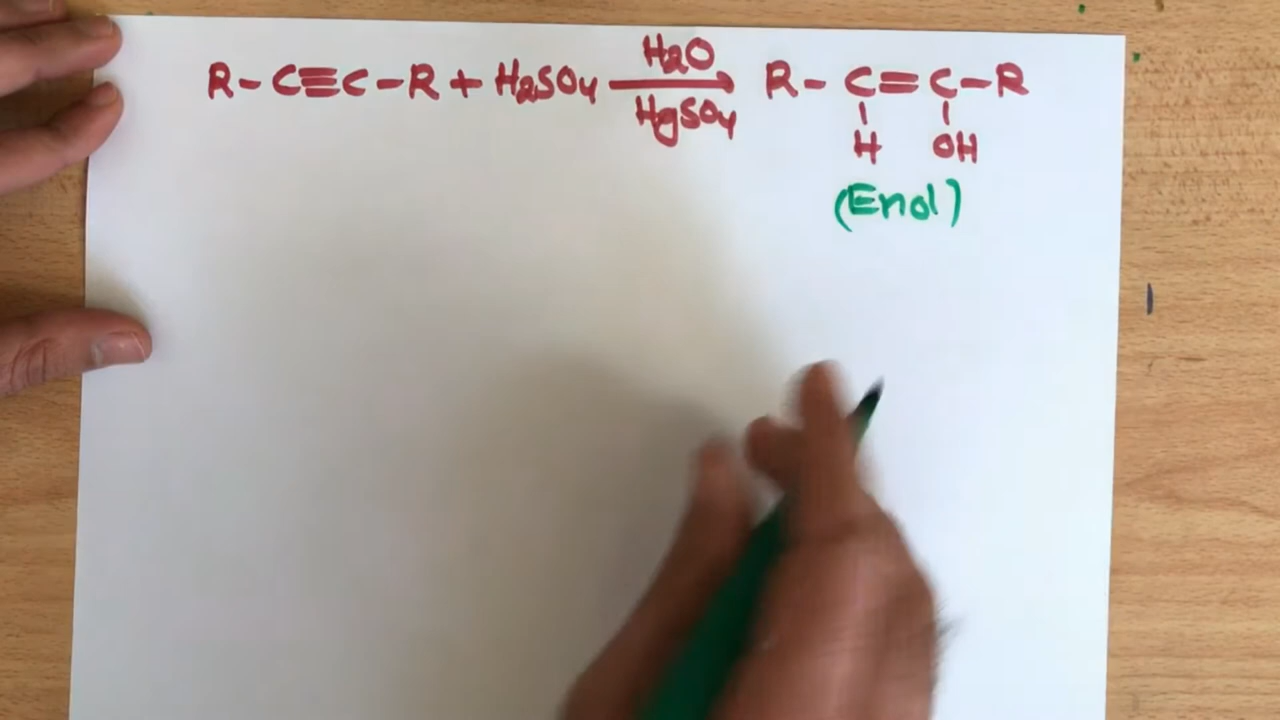 R-C≡C-R + H2SO4 H2O R-C=C-R
HgSO4 H OH
(Enol)